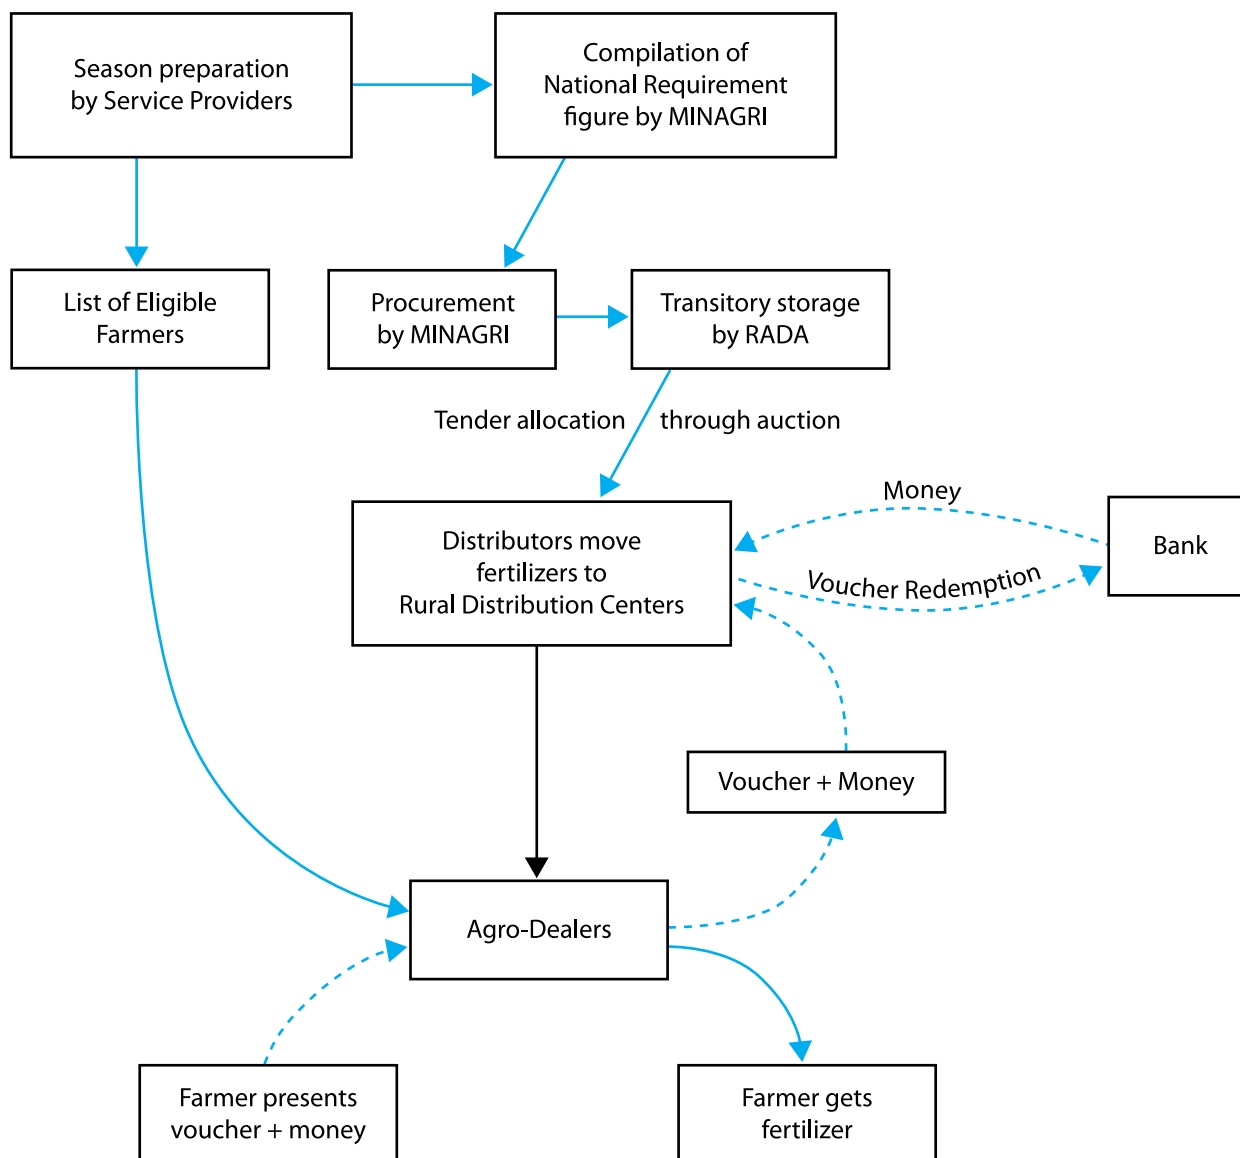 Season preparation
by Service Providers
Compilation of
National Requirement
figure by MINAGRI
List of Eligible
Farmers
Procurement
by MINAGRI
Transitory storage
by RADA
Tender allocation through auction
Distributors move
fertilizers to
Rural Distribution Centers
Money
Voucher Redemption
Bank
Voucher + Money
Agro-Dealers
Farmer presents
voucher + money
Farmer gets
fertilizer